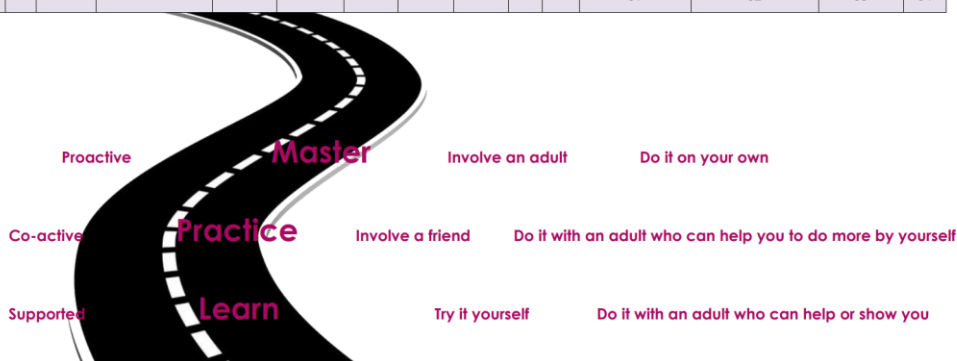 Proactive Master Involve an adult Do it on your own
Co-active Practice Involve a friend Do it with an adult who can help you to do more by yourself
Supported Learn Try it yourself Do it with an adult who can help or show you